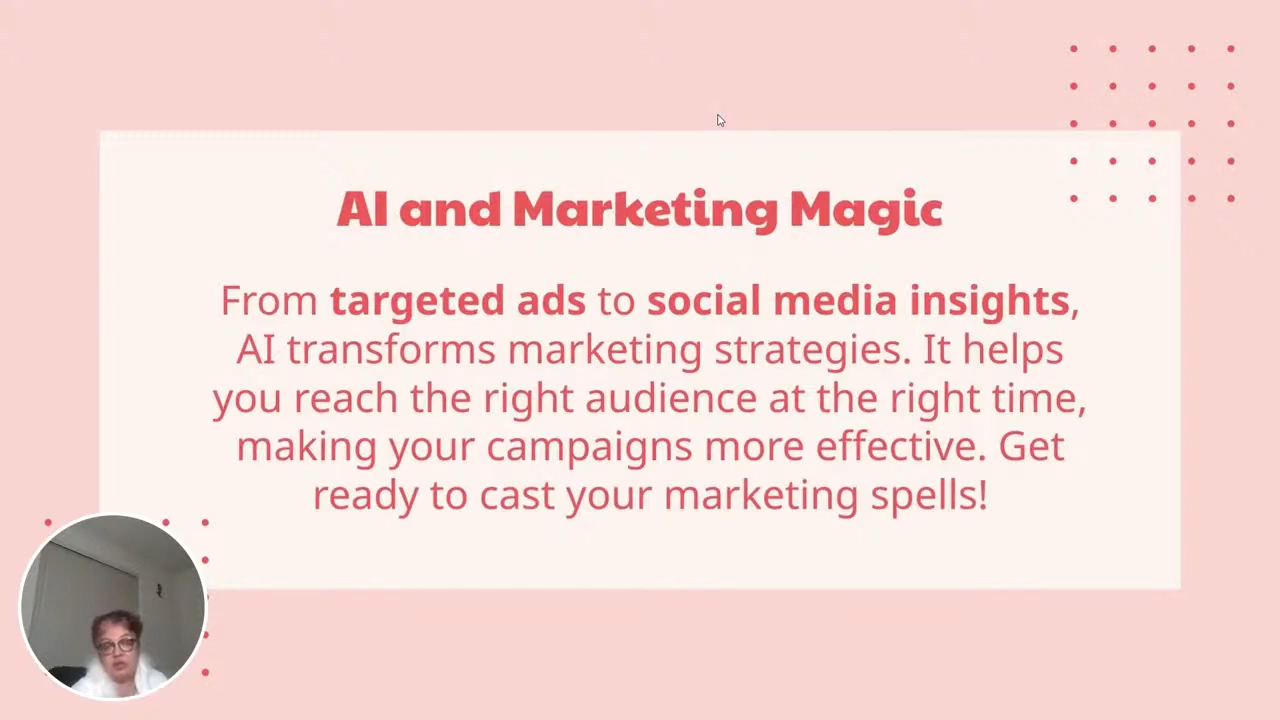 AI and Marketing Magic
From targeted ads to social media insights,
AI transforms marketing strategies. It helps
you reach the right audience at the right time,
making your campaigns more effective. Get
ready to cast your marketing spells!